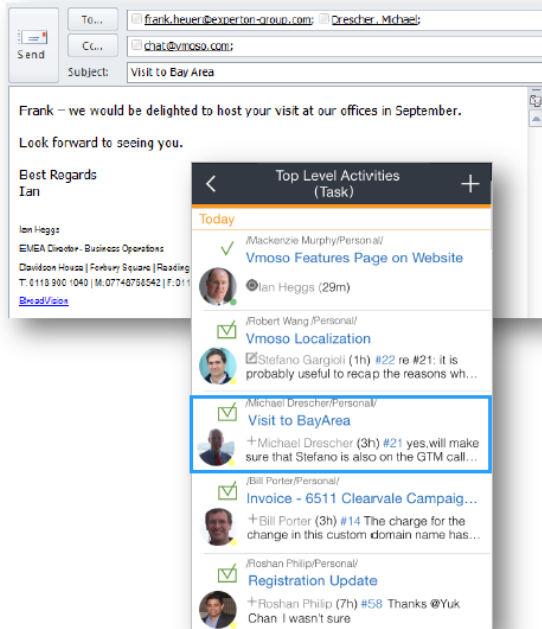 To...
frank.heuer@experton-group.com; Drescher, Michael;
Send
Cc...
chat@vmoso.com;
Subject:
Visit to Bay Area
Frank – we would be delighted to host your visit at our offices in September.
Look forward to seeing you.
Best Regards
Ian
Ian Heggs
EMEA Director- Business Operations
Davidson House | Forbury Square | Reading
T: 0118 900 1040 | M:07748758542 | F: 011
BroadVision
Top Level Activities
(Task)
Today
/Mackenzie Murphy/Personal/
Vmoso Features Page on Website
Ian Heggs (29m)
/Robert Wang /Personal/
Vmoso Localization
Stefano Gargioli (1h) #22 re #21: it is
probably useful to recap the reasons wh...
/Michael Drescher/Personal/
Visit to BayArea
+Michael Drescher (3h) #21 yes,will make
sure that Stefano is also on the GTM call...
/Bill Porter/Personal/
Invoice - 6511 Clearvale Campaig...
+Bill Porter (3h) #14 The charge for the
change in this custom domain name has...
/Roshan Philip/Personal/
Registration Update
+Roshan Philip (7h) #58 Thanks @Yuk
Chan I wasn't sure